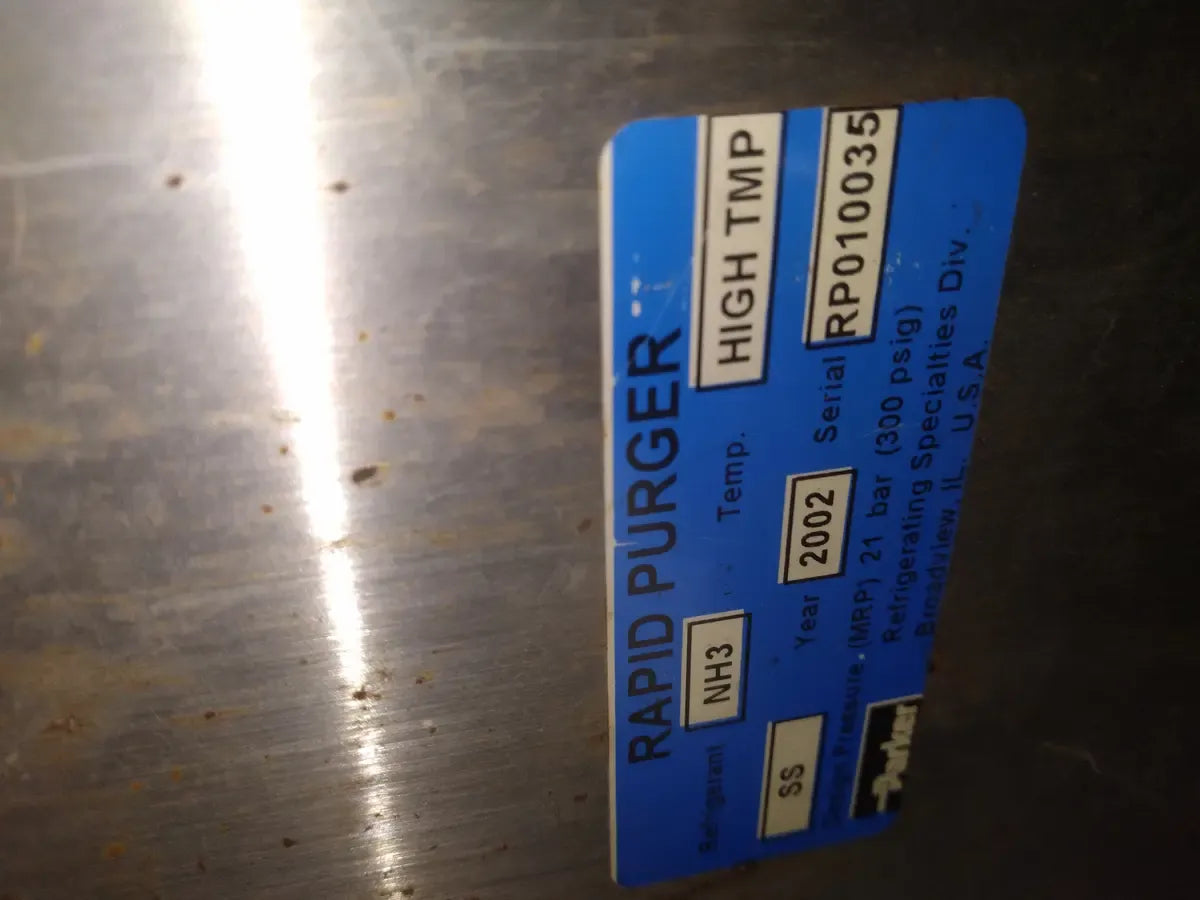 RAPID PURGER
Refrigerant NH3 Temp. HIGH TMP
SS Year 2002 Serial RP010035
Design Pressure (MRP) 21 bar (300 psig)
Parker Refrigerating Specialties Div.
Broadview, IL. U.S.A.